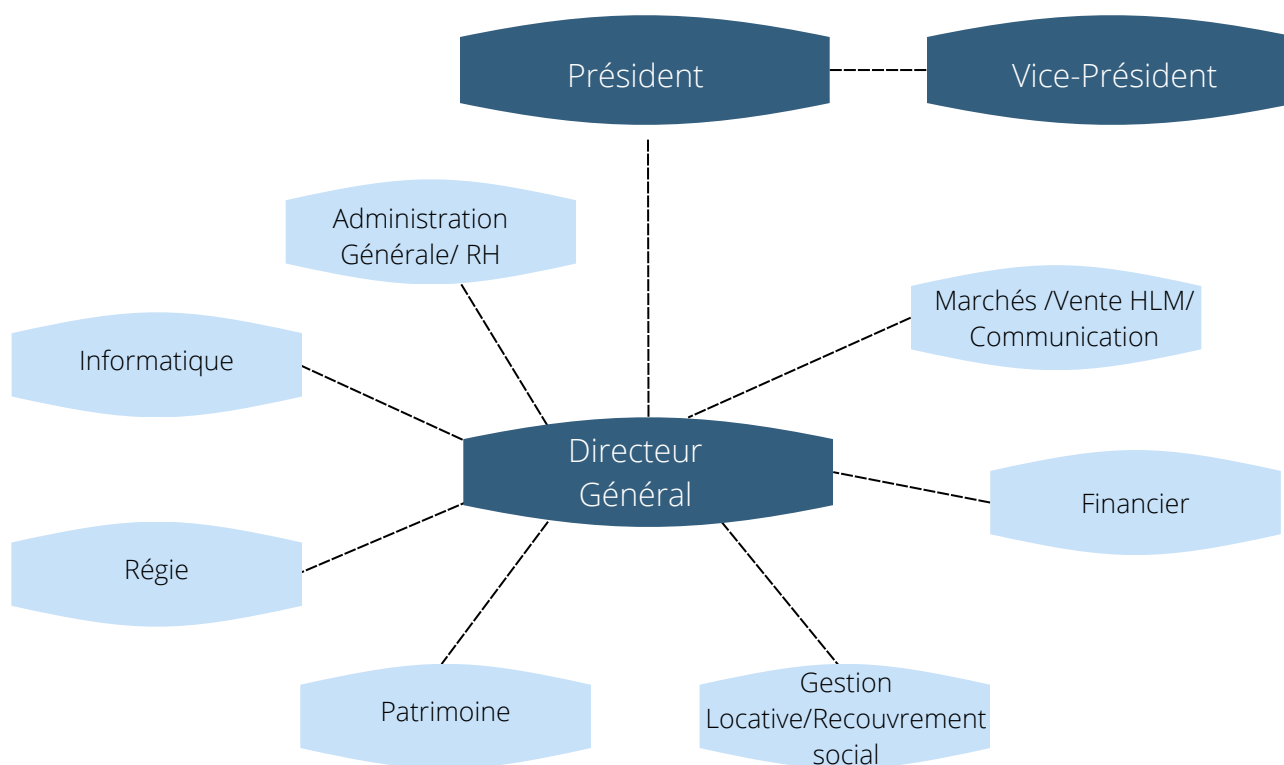 Président
Vice-Président
Administration
Générale/ RH
Marchés /Vente HLM/
Communication
Informatique
Directeur
Général
Financier
Régie
Patrimoine
Gestion
Locative/Recouvrement
social